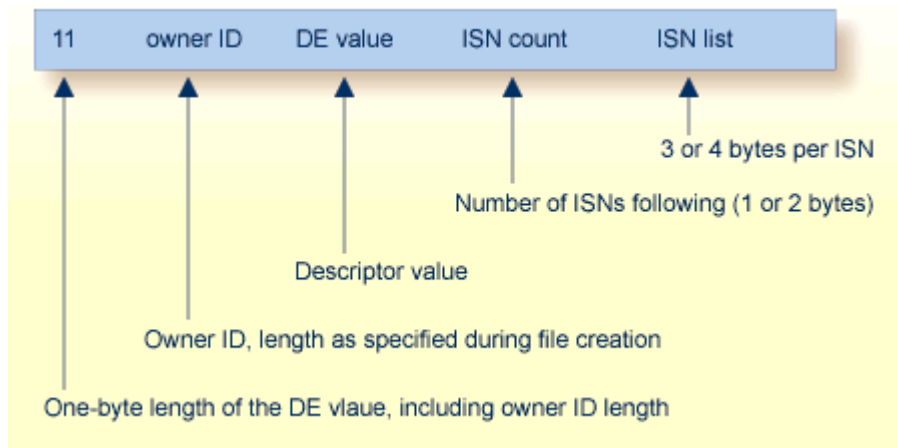 11 owner ID DE value ISN count ISN list
3 or 4 bytes per ISN
Number of ISNs following (1 or 2 bytes)
Descriptor value
Owner ID, length as specified during file creation
One-byte length of the DE vlaue, including owner ID length